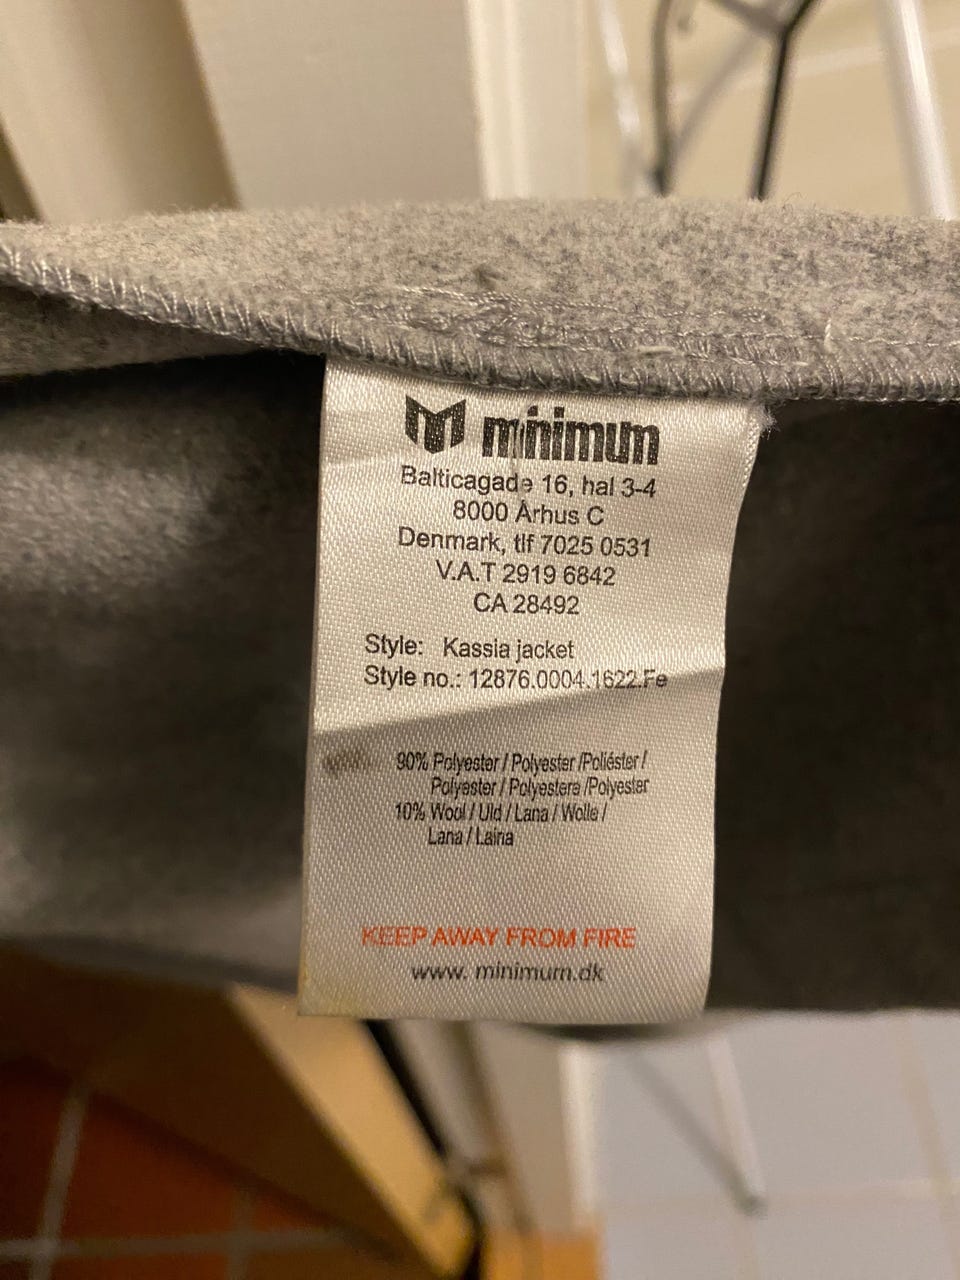 minimum
Balticagade 16, hal 3-4
8000 Århus C
Denmark, tlf 7025 0531
V.A.T 2919 6842
CA 28492
Style: Kassia jacket
Style no.: 12876.0004.1622.Fe
90% Polyester / Polyester /Poliéster /
Polyester / Polyestere /Polyester
10% Wool / Uld / Lana / Wolle /
Lana / Laina
KEEP AWAY FROM FIRE
www. minimum.dk